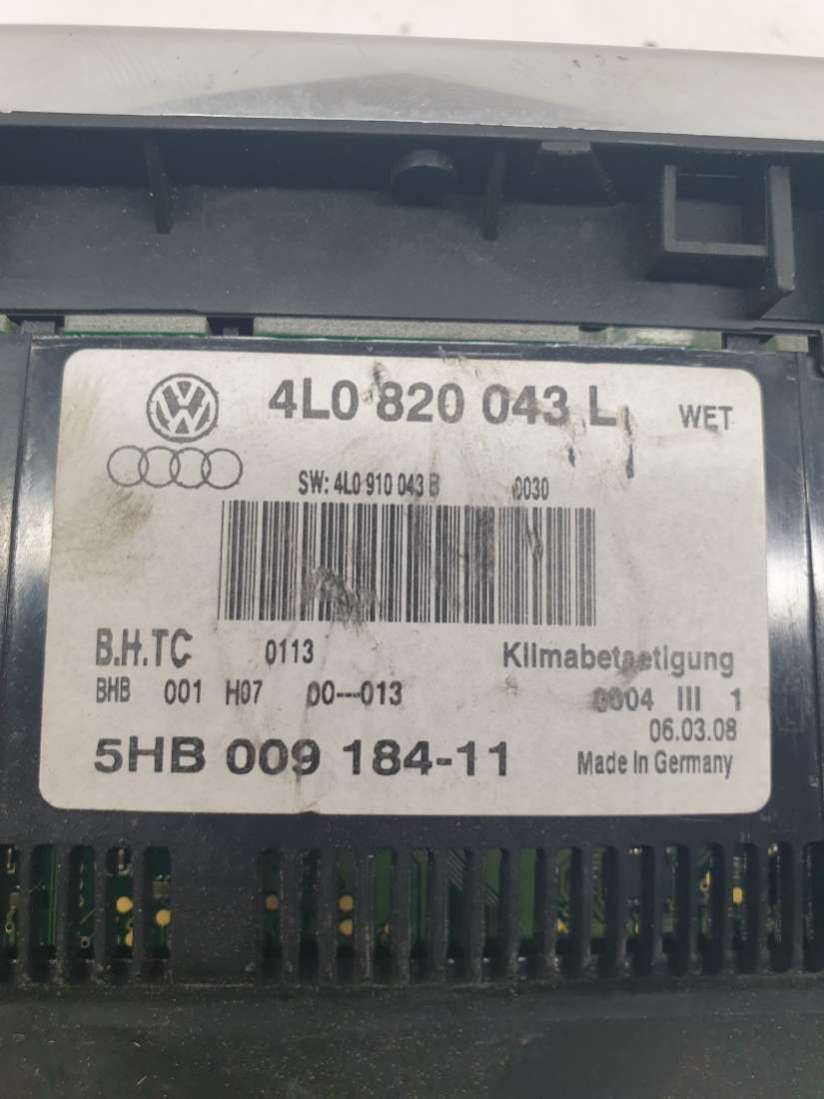 4L0 820 043 L WET
SW: 4L0 910 043 B 0030
B.H.TC 0113 Klimabetaetigung
BHB 001 H07 00---013 0004 III 1
06.03.08
5HB 009 184-11 Made In Germany